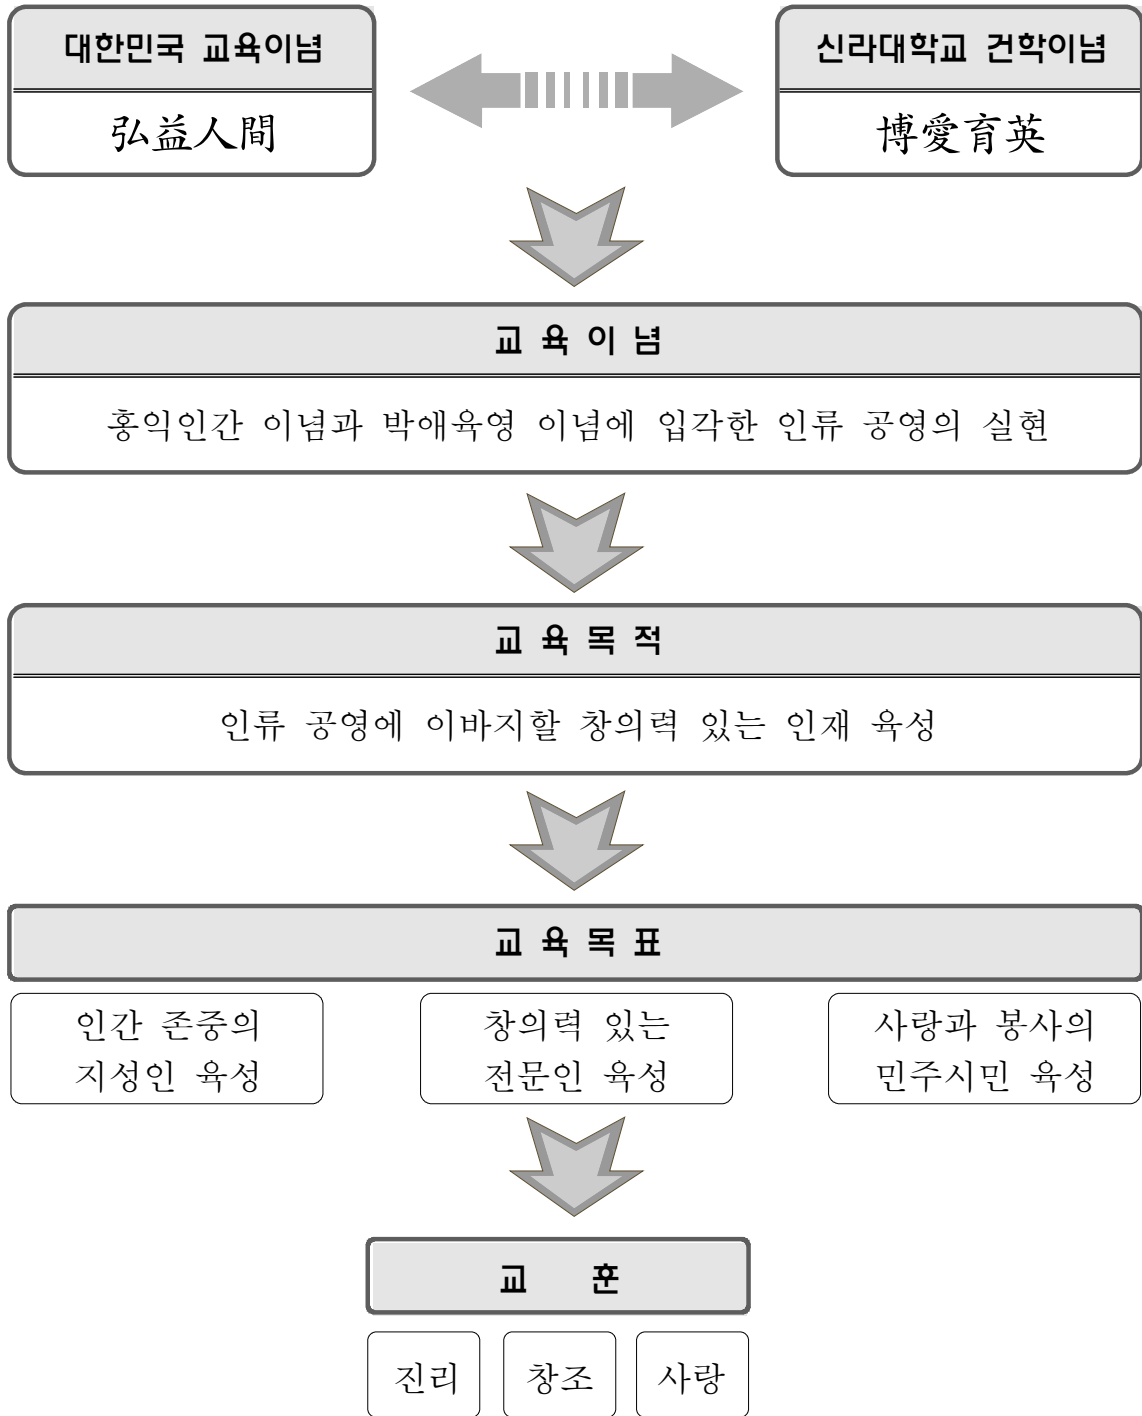 대한민국 교육이념
신라대학교 건학이념
弘益人間
博愛育英
교육이념
홍익인간 이념과 박애육영 이념에 입각한 인류 공영의 실현
교육목적
인류 공영에 이바지할 창의력 있는 인재 육성
교육목표
인간 존중의
지성인 육성
창의력 있는
전문인 육성
사랑과 봉사의
민주시민 육성
교 훈
진리
창조
사랑